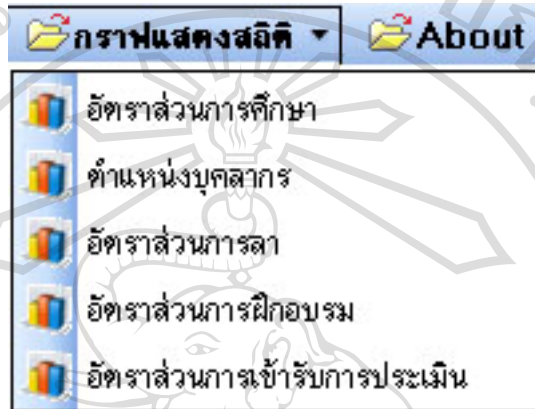 กราฟแสดงสถิติ About
อัตราส่วนการศึกษา
ตำแหน่งบุคลากร
อัตราส่วนการลา
อัตราส่วนการฝึกอบรม
อัตราส่วนการเข้ารับการประเมิน